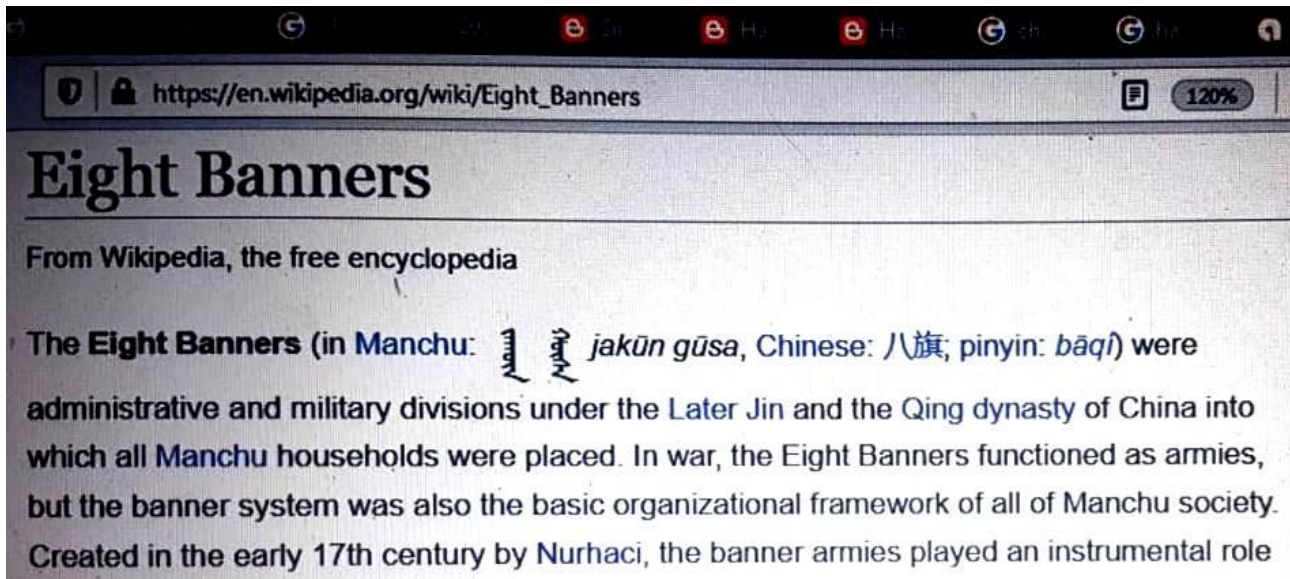 https://en.wikipedia.org/wiki/Eight_Banners 120%
Eight Banners
From Wikipedia, the free encyclopedia
The Eight Banners (in Manchu: ᠵᠠᡴᡡᠨ ᡤᡡᠰᠠ jakūn gūsa, Chinese: 八旗; pinyin: bāqí) were
administrative and military divisions under the Later Jin and the Qing dynasty of China into
which all Manchu households were placed. In war, the Eight Banners functioned as armies,
but the banner system was also the basic organizational framework of all of Manchu society.
Created in the early 17th century by Nurhaci, the banner armies played an instrumental role